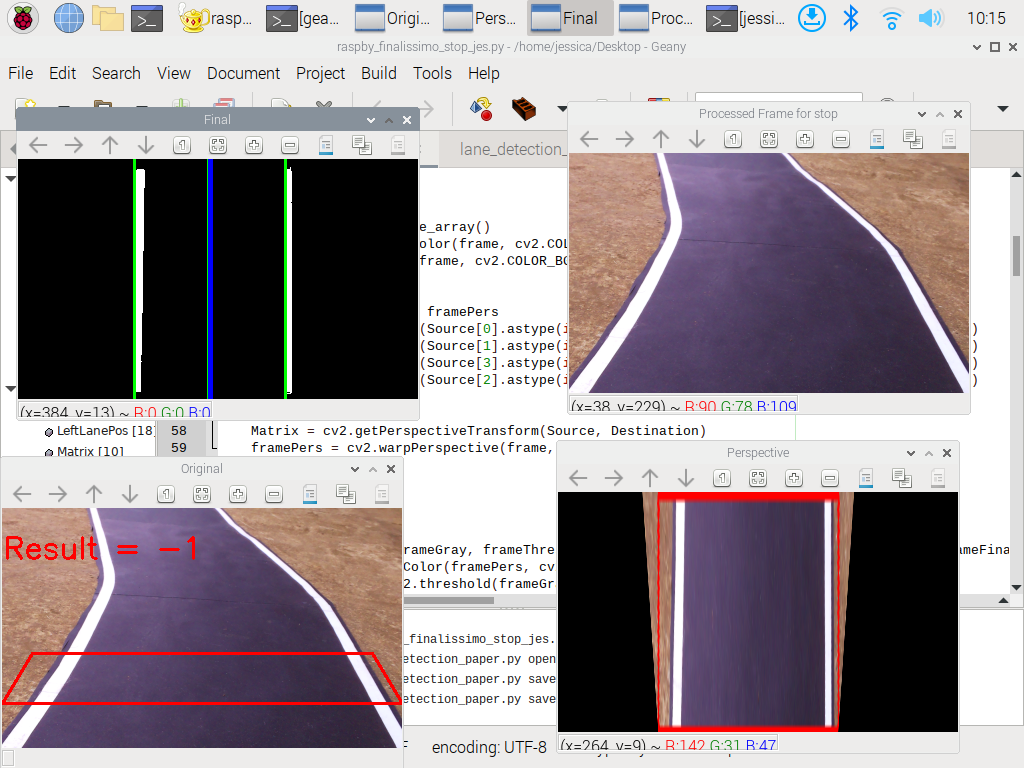 rasp...
[gea...
Origi...
Pers...
Final
Proc...
[jessi...
10:15
raspby_finalissimo_stop_jes.py - /home/jessica/Desktop - Geany
File Edit Search View Document Project Build Tools Help
Final
Processed Frame for stop
lane_detection_
e_array()
olor(frame, cv2.COL
frame, cv2.COLOR_BG
framePers
(Source[0].astype(i )
(Source[1].astype(i )
(Source[3].astype(i )
(Source[2].astype(i )
(x=384, y=13) ~ R:0 G:0 B:0
(x=38, y=229) ~ R:90 G:78 B:109
LeftLanePos [18]
58 Matrix = cv2.getPerspectiveTransform(Source, Destination)
Matrix [10]
59 framePers = cv2.warpPerspective(frame,
Original
Perspective
Result = -1
rameGray, frameThre ameFina
Color(framePers, cv
2.threshold(frameGr
_finalissimo_stop_jes.
etection_paper.py open
etection_paper.py save
etection_paper.py save
encoding: UTF-8
(x=264, y=9) ~ R:142 G:31 B:47